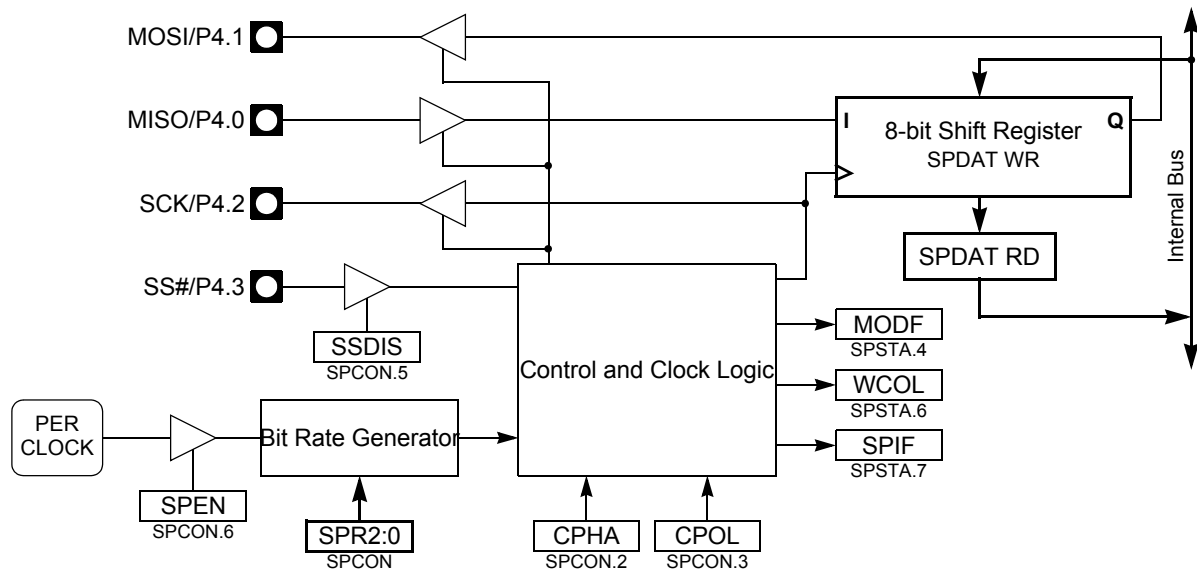 MOSI/P4.1
MISO/P4.0
I
8-bit Shift Register
Q
SPDAT WR
Internal Bus
SCK/P4.2
SPDAT RD
SS#/P4.3
SSDIS
SPCON.5
Control and Clock Logic
MODF
SPSTA.4
WCOL
SPSTA.6
SPIF
SPSTA.7
PER
CLOCK
Bit Rate Generator
SPEN
SPCON.6
SPR2:0
SPCON
CPHA
SPCON.2
CPOL
SPCON.3